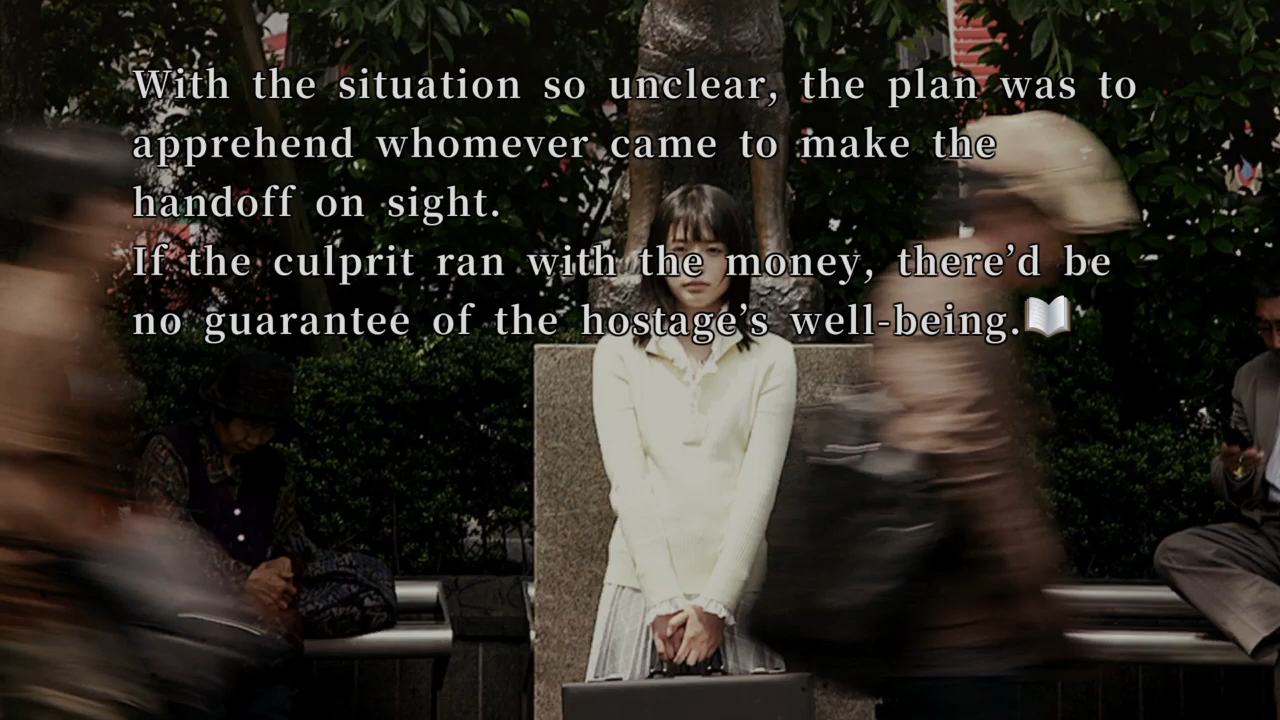 With the situation so unclear, the plan was to
apprehend whomever came to make the
handoff on sight.
If the culprit ran with the money, there’d be
no guarantee of the hostage’s well-being.